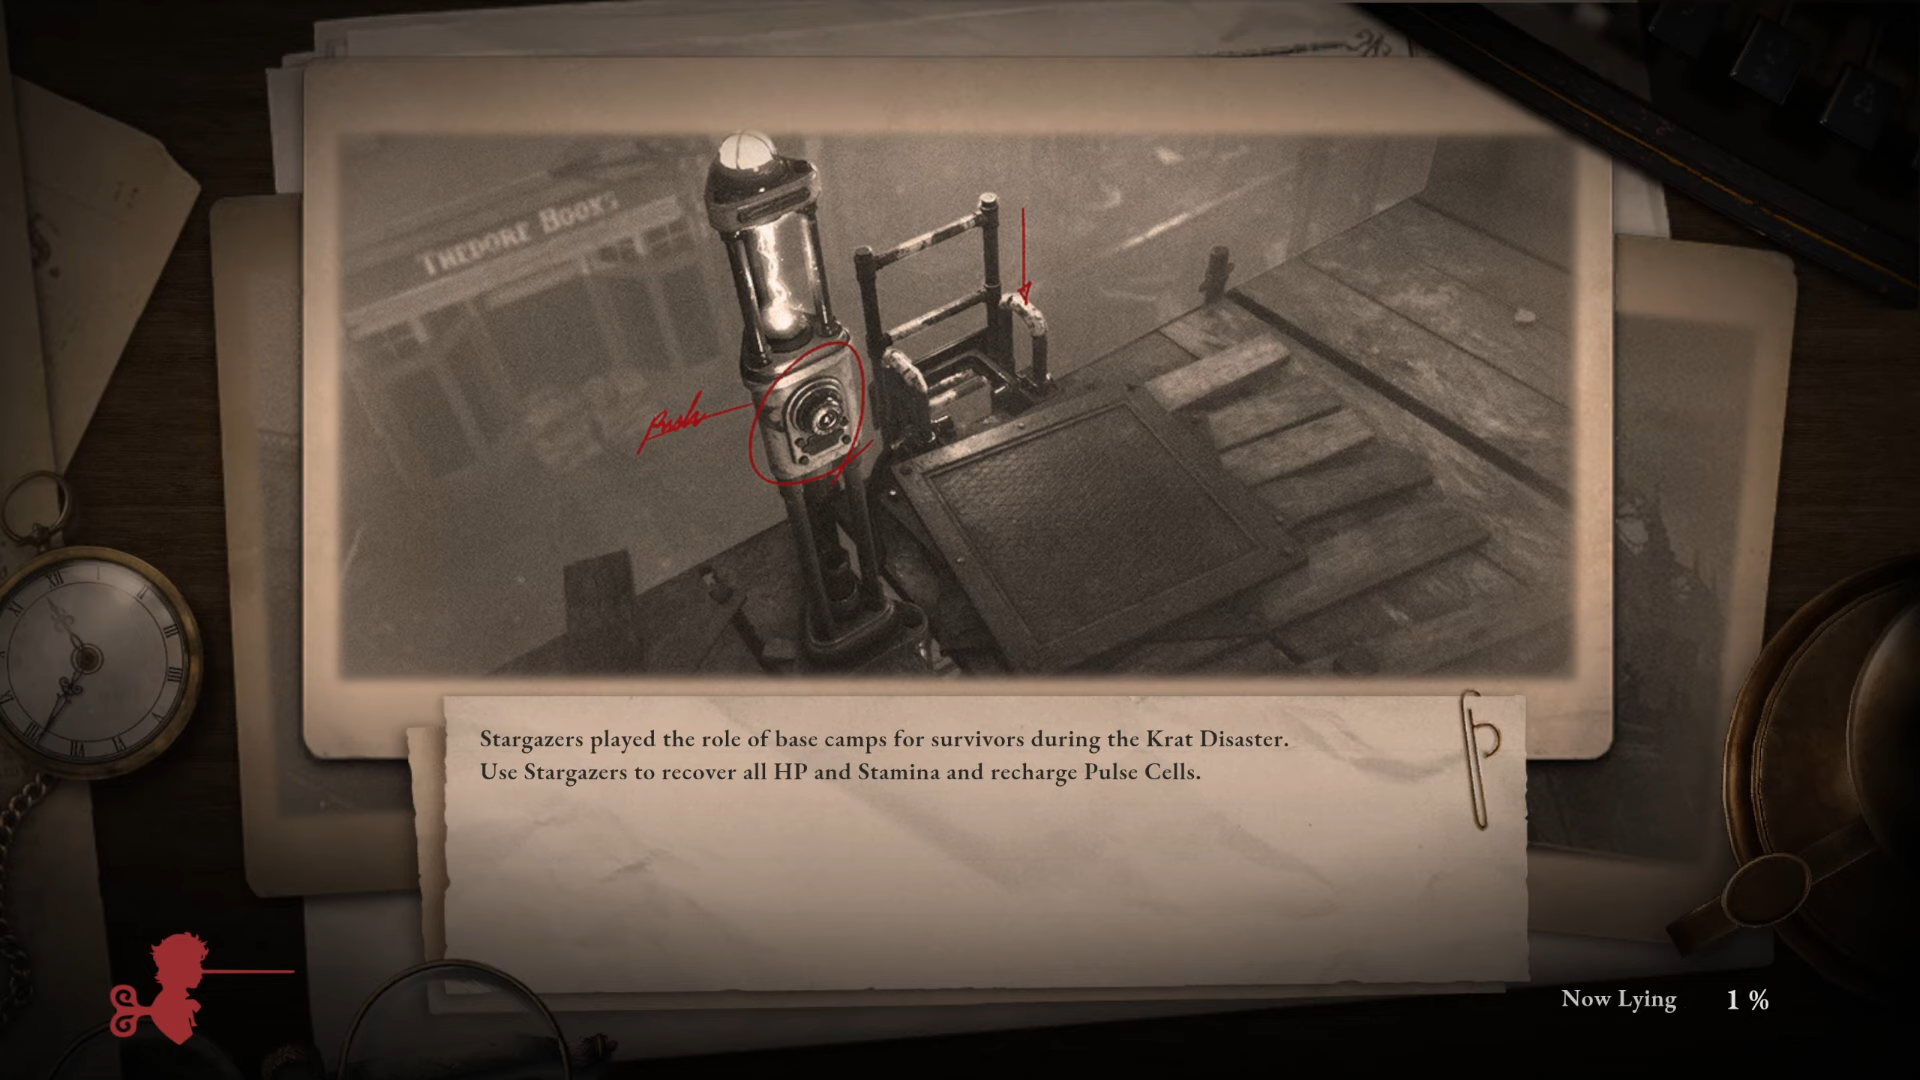 THEDORE BOOKS
Push
Stargazers played the role of base camps for survivors during the Krat Disaster.
Use Stargazers to recover all HP and Stamina and recharge Pulse Cells.
Now Lying 1 %